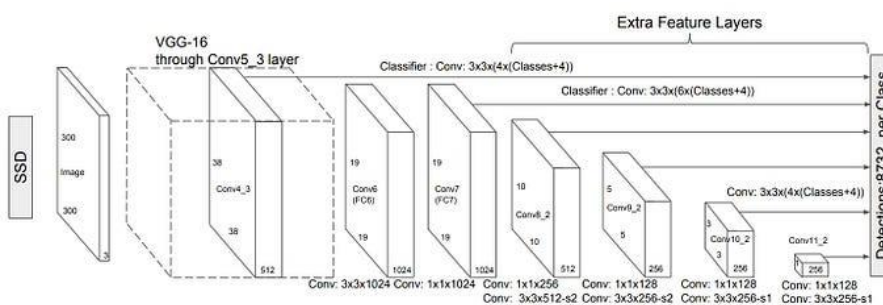 Extra Feature Layers
VGG-16
through Conv5_3 layer
Classifier : Conv: 3x3x(4x(Classes+4))
Classifier : Conv: 3x3x(6x(Classes+4))
SSD
300
Image
300
3
38
Conv4_3
38
512
19
Conv6
(FC6)
19
1024
19
Conv7
(FC7)
19
1024
10
Conv8_2
10
512
5
Conv9_2
5
256
Conv: 3x3x(4x(Classes+4))
3
Conv10_2
3
256
Conv11_2
1
256
Detections:8732 per Class
Conv: 3x3x1024
Conv: 1x1x1024
Conv: 1x1x256
Conv: 3x3x512-s2
Conv: 1x1x128
Conv: 3x3x256-s2
Conv: 1x1x128
Conv: 3x3x256-s1
Conv: 1x1x128
Conv: 3x3x256-s1